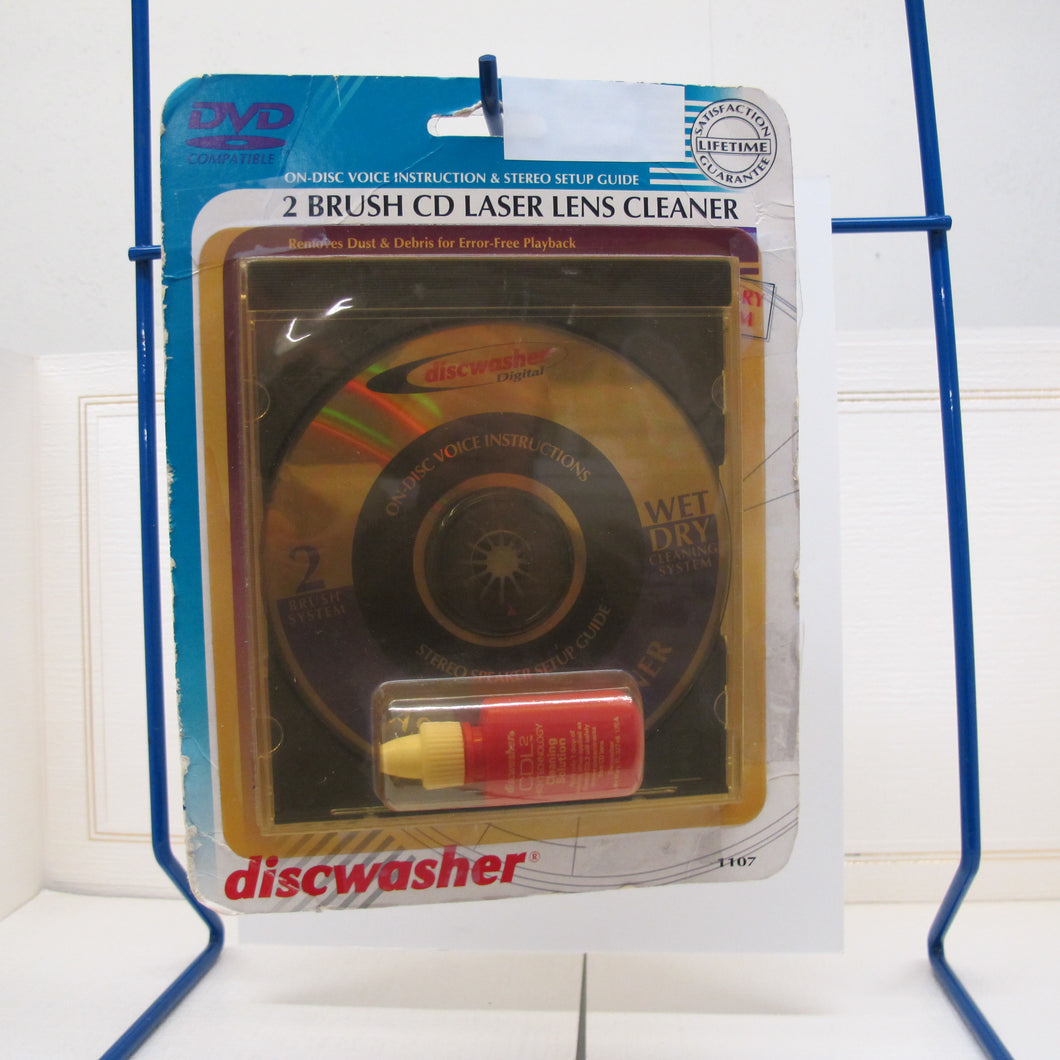 DVD
COMPATIBLE
SATISFACTION
LIFETIME
GUARANTEE
ON-DISC VOICE INSTRUCTION & STEREO SETUP GUIDE
2 BRUSH CD LASER LENS CLEANER
Removes Dust & Debris for Error-Free Playback
discwasher
Digital
ON-DISC VOICE INSTRUCTIONS
WET
DRY
CLEANING
SYSTEM
2
BRUSH
SYSTEM
STEREO SPEAKER SETUP GUIDE
discwasher
CDL2
TECHNOLOGY
Cleaning
Solution
discwasher®
1107